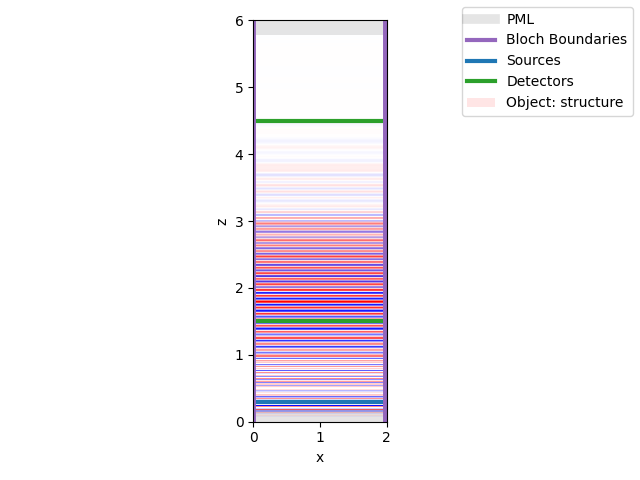 PML
Bloch Boundaries
Sources
Detectors
Object: structure
6
5
4
3
2
1
0
z
0 1 2
x